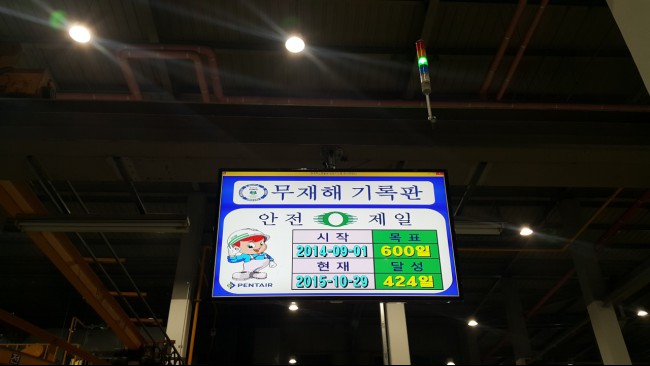 무재해 기록판
안전 제일
시작 목표
2014-09-01 600일
현재 달성
2015-10-29 424일
PENTAIR